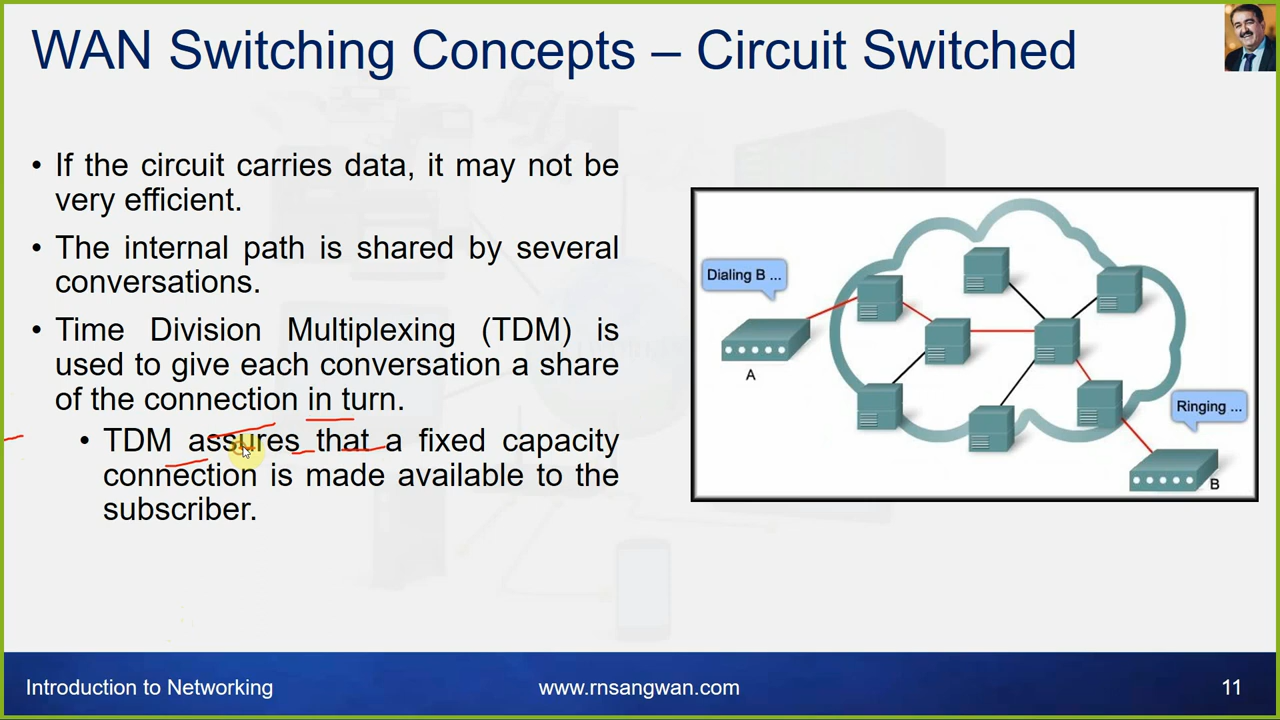 WAN Switching Concepts – Circuit Switched
• If the circuit carries data, it may not be
very efficient.
• The internal path is shared by several
conversations.
• Time Division Multiplexing (TDM) is
used to give each conversation a share
of the connection in turn.
• TDM assures that a fixed capacity
connection is made available to the
subscriber.
Dialing B ...
A
Ringing ...
B
Introduction to Networking
www.rnsangwan.com
11